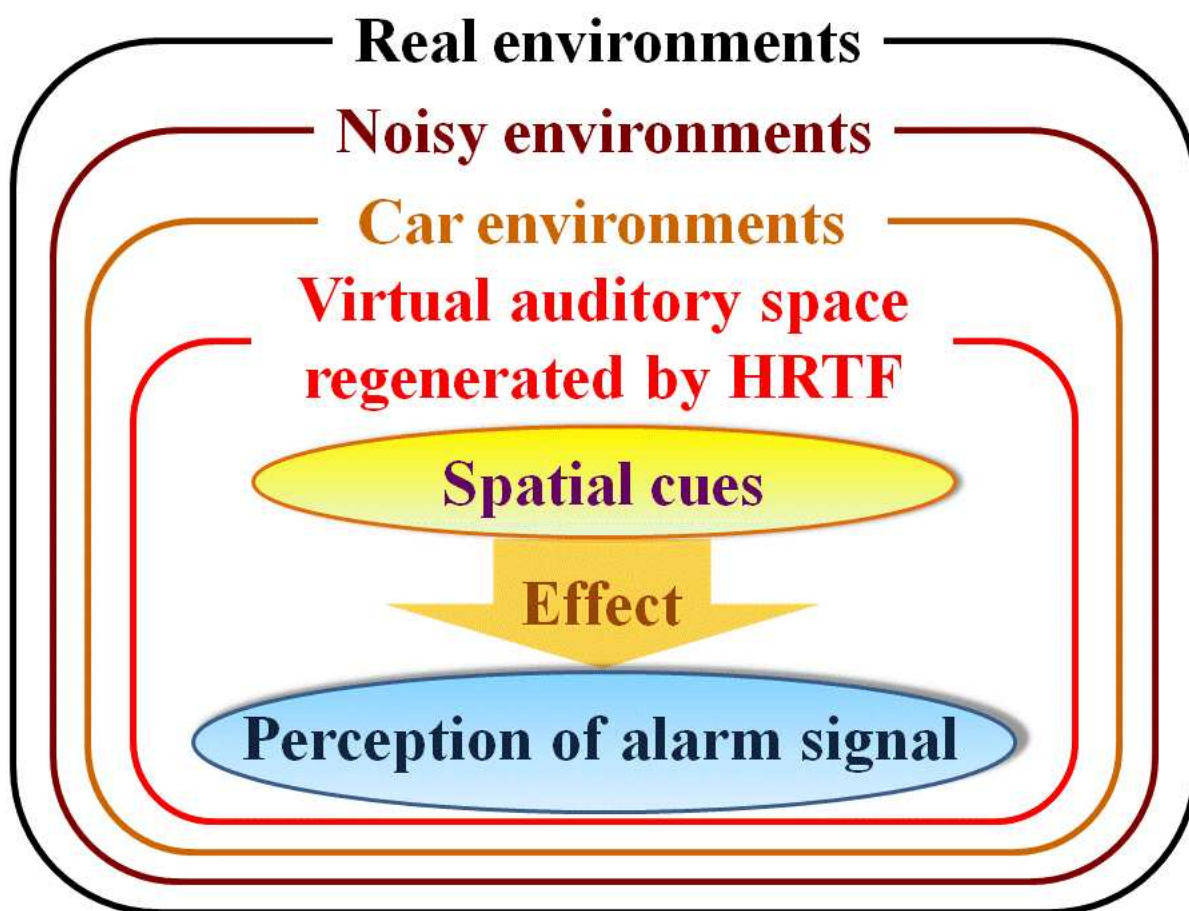 Real environments
Noisy environments
Car environments
Virtual auditory space
regenerated by HRTF
Spatial cues
Effect
Perception of alarm signal